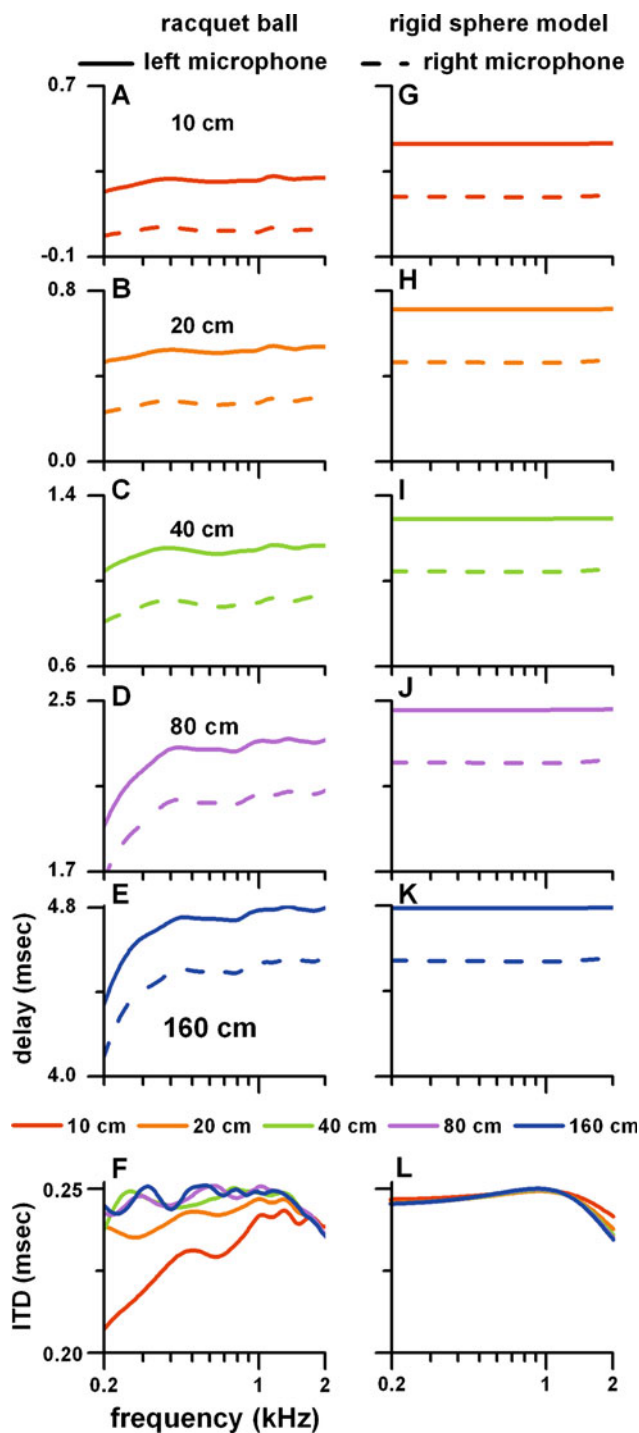 racquet ball rigid sphere model
left microphone right microphone
0.7 A 10 cm G
-0.1
0.8 B 20 cm H
0.0
1.4 C 40 cm I
0.6
2.5 D 80 cm J
1.7
4.8 E 160 cm K
4.0
delay (msec)
10 cm 20 cm 40 cm 80 cm 160 cm
0.25 F L
0.20
ITD (msec)
0.2 1 2 0.2 1 2
frequency (kHz)